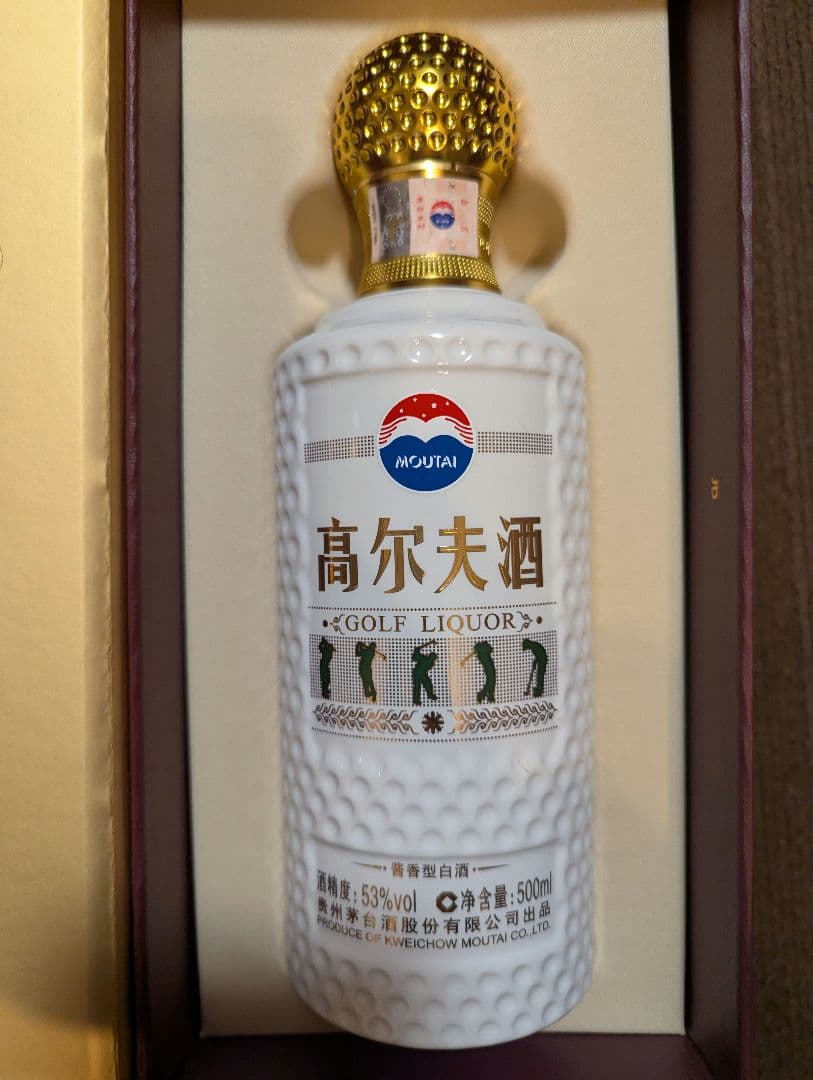 MOUTAI
高尔夫酒
GOLF LIQUOR
酱香型白酒
酒精度:53%vol 净含量:500ml
贵州茅台酒股份有限公司出品
PRODUCE OF KWEICHOW MOUTAI CO.,LTD.